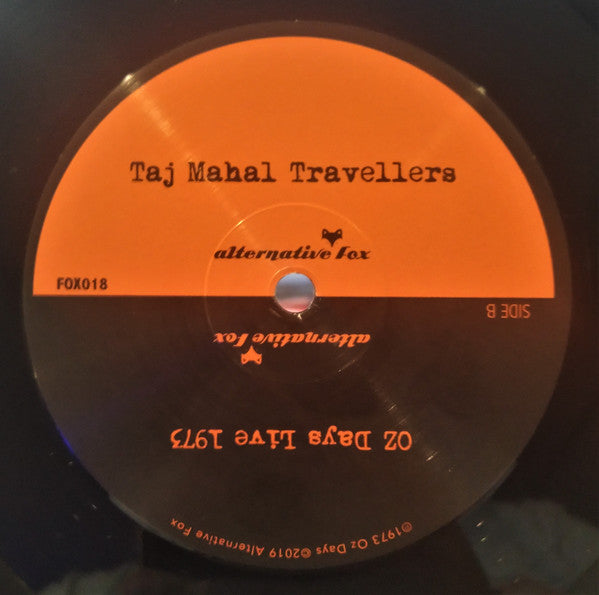 Taj Mahal Travellers
alternative fox
FOX018
SIDE B
alternative fox
OZ Days Live 1973
℗1973 Oz Days ©2019 Alternative Fox